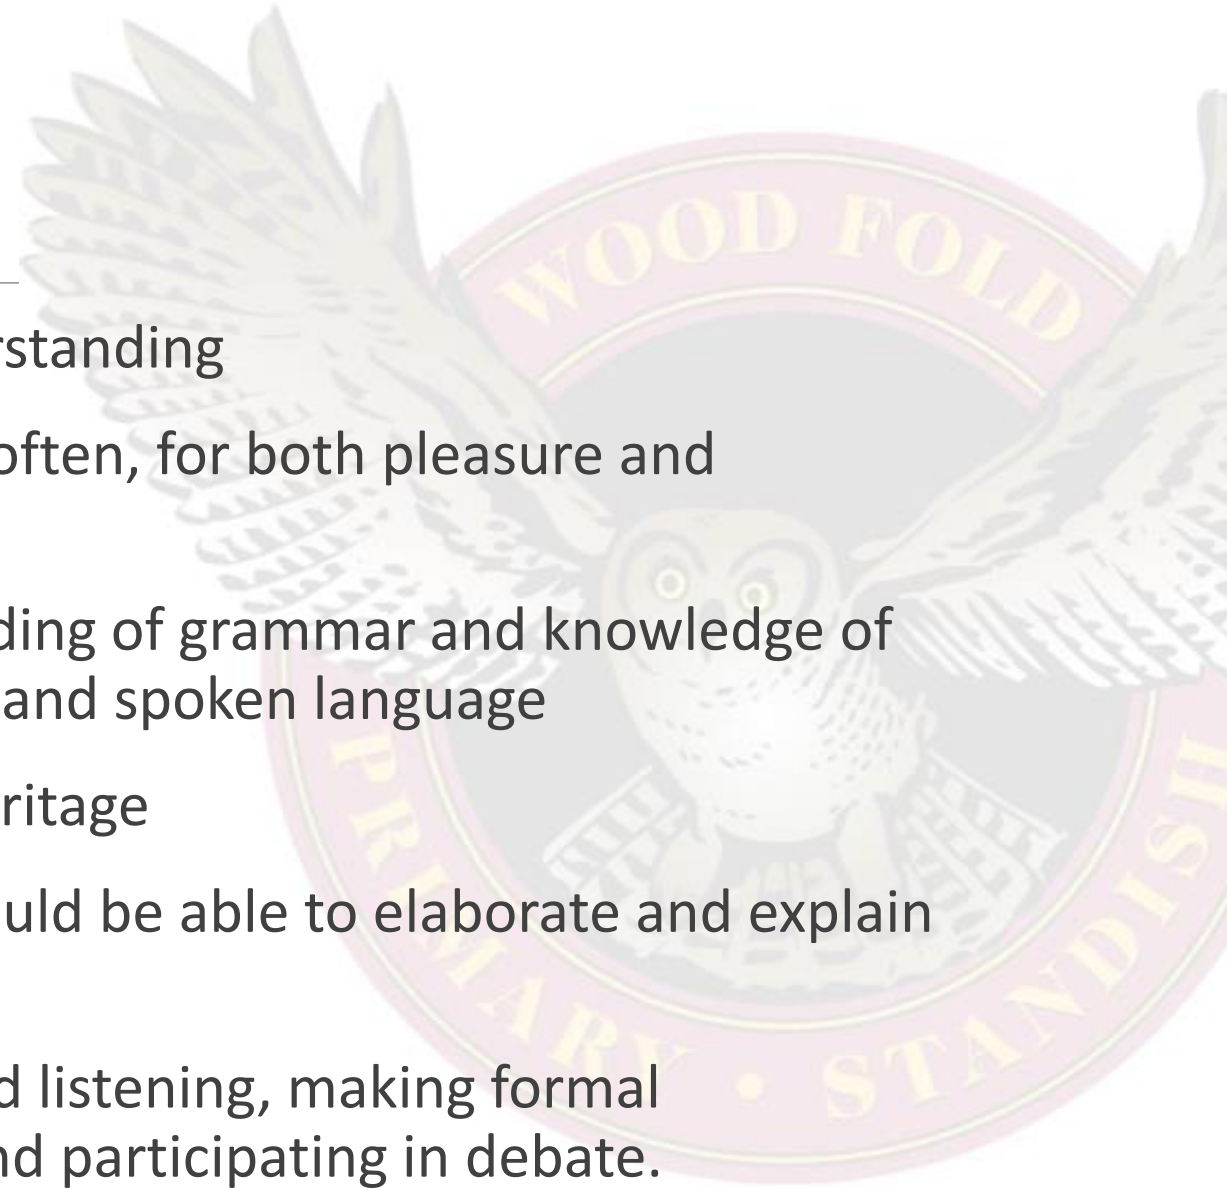 WOOD FOLD
rstanding
often, for both pleasure and
ding of grammar and knowledge of
and spoken language
ritage
uld be able to elaborate and explain
d listening, making formal
nd participating in debate.
PRIMARY • STANDISH